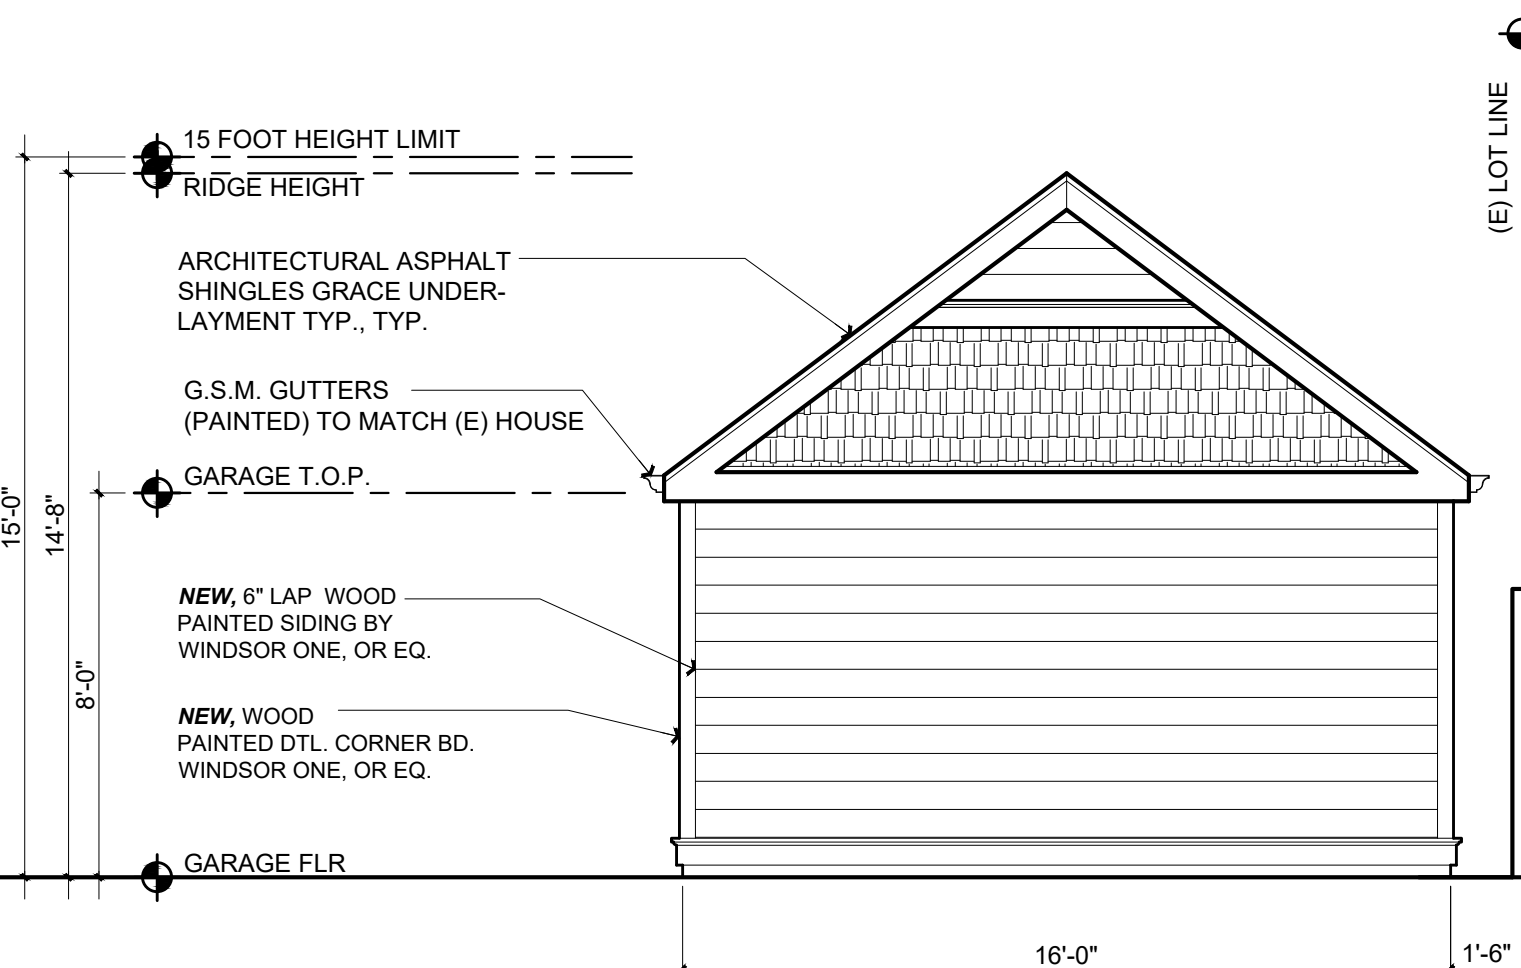 15 FOOT HEIGHT LIMIT
RIDGE HEIGHT
(E) LOT LINE
ARCHITECTURAL ASPHALT
SHINGLES GRACE UNDER-
LAYMENT TYP., TYP.
G.S.M. GUTTERS
(PAINTED) TO MATCH (E) HOUSE
GARAGE T.O.P.
15'-0"
14'-8"
8'-0"
NEW, 6" LAP WOOD
PAINTED SIDING BY
WINDSOR ONE, OR EQ.
NEW, WOOD
PAINTED DTL. CORNER BD.
WINDSOR ONE, OR EQ.
GARAGE FLR
16'-0"
1'-6"